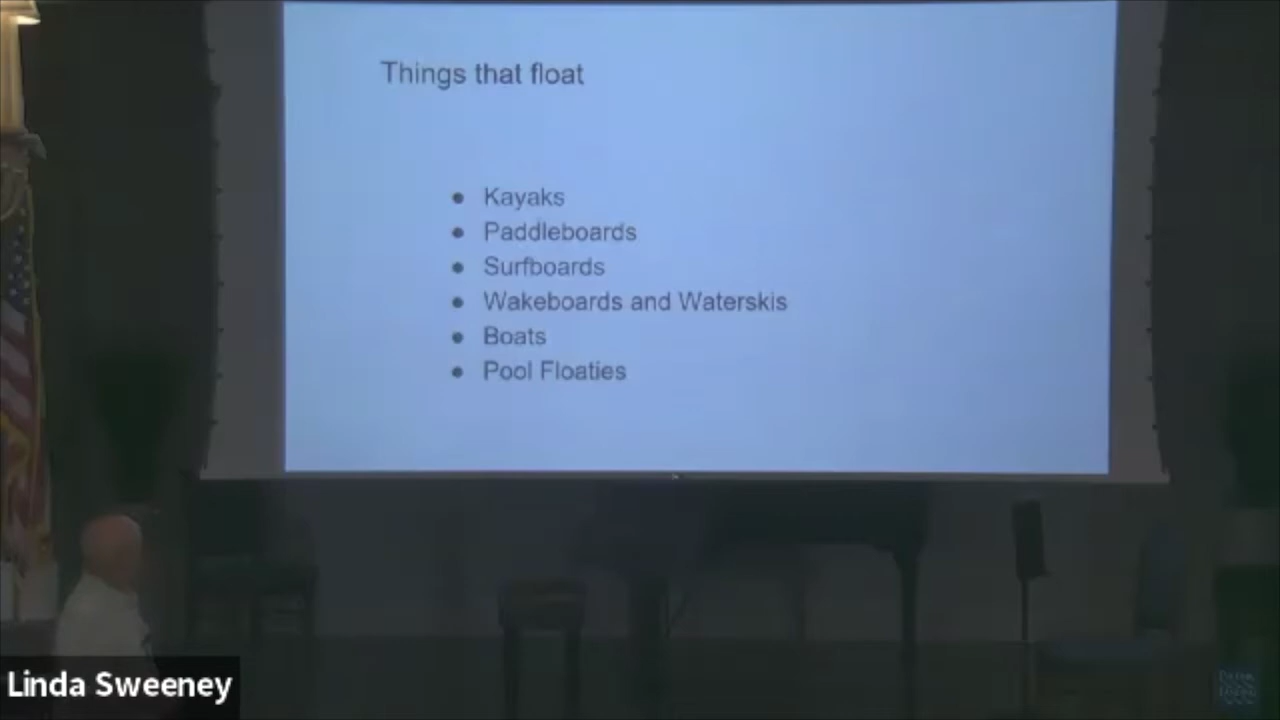 Things that float
● Kayaks
● Paddleboards
● Surfboards
● Wakeboards and Waterskis
● Boats
● Pool Floaties
Linda Sweeney